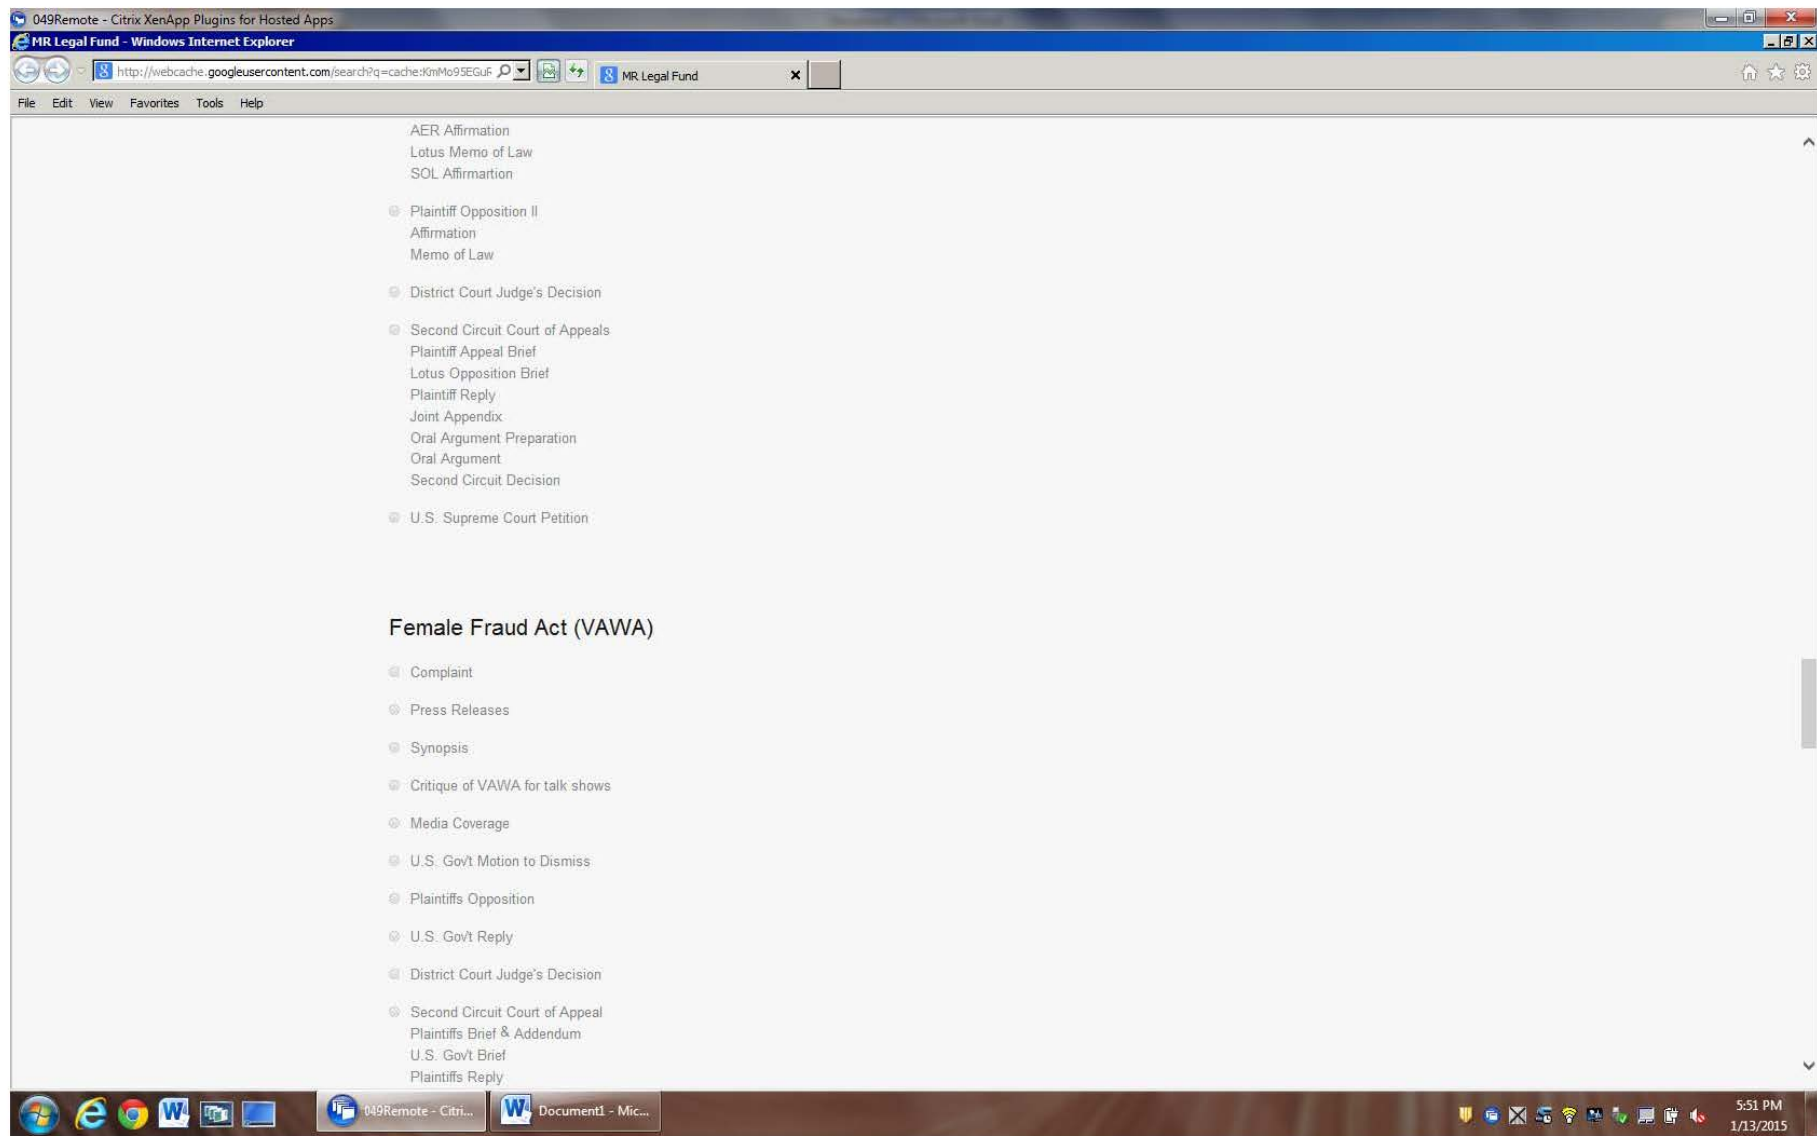 049Remote - Citrix XenApp Plugins for Hosted Apps
MR Legal Fund - Windows Internet Explorer
http://webcache.googleusercontent.com/search?q=cache:KmMo95EGuF
MR Legal Fund
File Edit View Favorites Tools Help
AER Affirmation
Lotus Memo of Law
SOL Affirmartion
Plaintiff Opposition II
Affirmation
Memo of Law
District Court Judge's Decision
Second Circuit Court of Appeals
Plaintiff Appeal Brief
Lotus Opposition Brief
Plaintiff Reply
Joint Appendix
Oral Argument Preparation
Oral Argument
Second Circuit Decision
U.S. Supreme Court Petition
Female Fraud Act (VAWA)
Complaint
Press Releases
Synopsis
Critique of VAWA for talk shows
Media Coverage
U.S. Gov't Motion to Dismiss
Plaintiffs Opposition
U.S. Gov't Reply
District Court Judge's Decision
Second Circuit Court of Appeal
Plaintiffs Brief & Addendum
U.S. Gov't Brief
Plaintiffs Reply
049Remote - Citri...
Document1 - Mic...
5:51 PM
1/13/2015